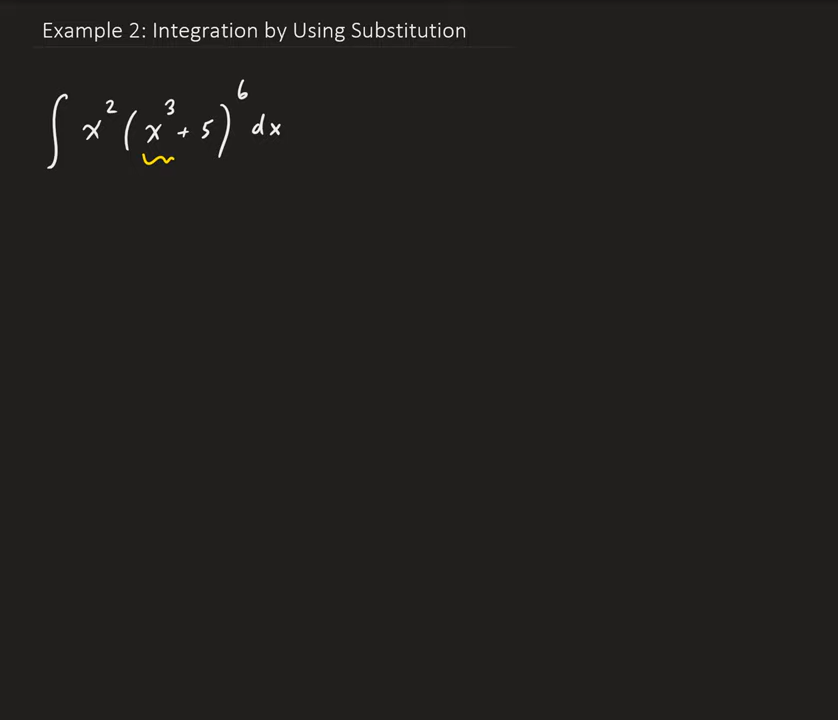 Example 2: Integration by Using Substitution
∫ x² (x³ + 5)⁶ dx